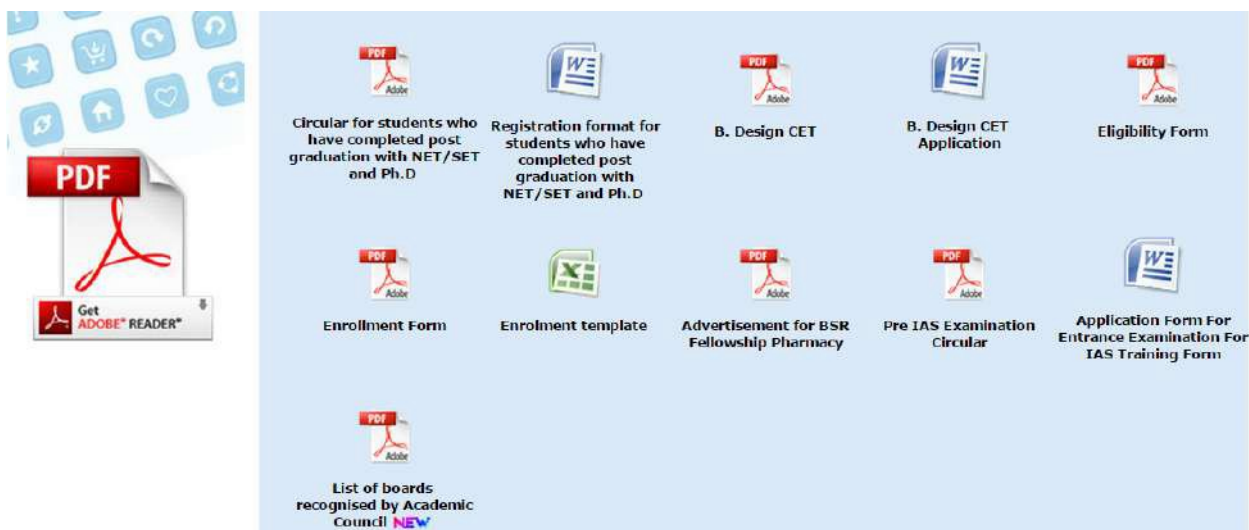 PDF
Get
ADOBE® READER®
PDF
Adobe
Circular for students who
have completed post
graduation with NET/SET
and Ph.D
W
Registration format for
students who have
completed post
graduation with
NET/SET and Ph.D
PDF
Adobe
B. Design CET
W
B. Design CET
Application
PDF
Adobe
Eligibility Form
PDF
Adobe
Enrollment Form
X
Enrolment template
PDF
Adobe
Advertisement for BSR
Fellowship Pharmacy
PDF
Adobe
Pre IAS Examination
Circular
W
Application Form For
Entrance Examination For
IAS Training Form
PDF
Adobe
List of boards
recognised by Academic
Council NEW